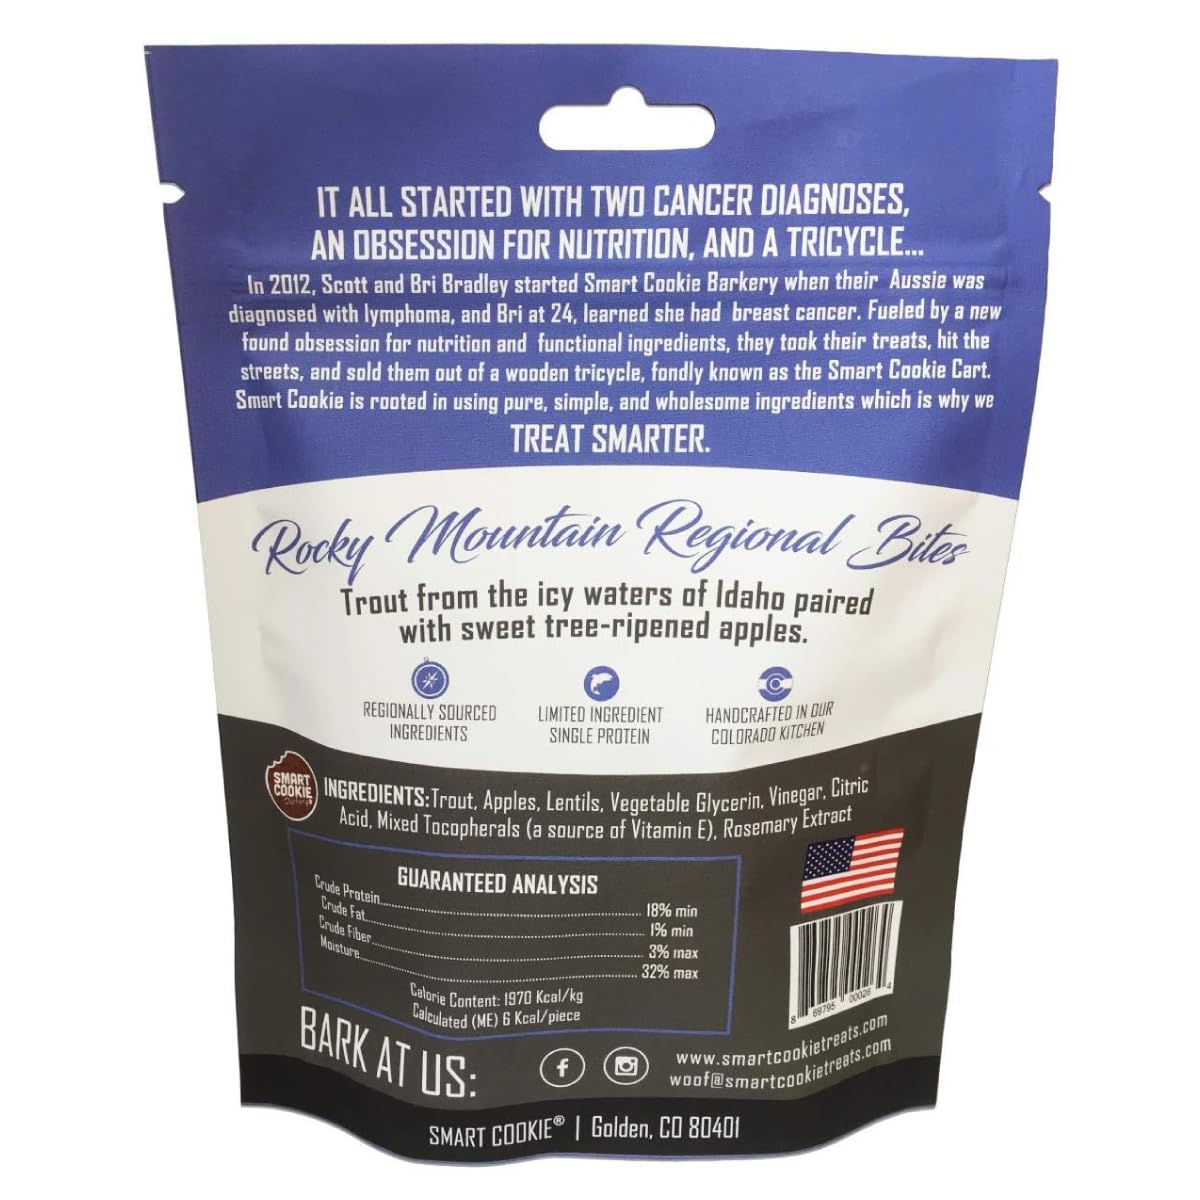 IT ALL STARTED WITH TWO CANCER DIAGNOSES,
AN OBSESSION FOR NUTRITION, AND A TRICYCLE...
In 2012, Scott and Bri Bradley started Smart Cookie Barkery when their Aussie was
diagnosed with lymphoma, and Bri at 24, learned she had breast cancer. Fueled by a new
found obsession for nutrition and functional ingredients, they took their treats, hit the
streets, and sold them out of a wooden tricycle, fondly known as the Smart Cookie Cart.
Smart Cookie is rooted in using pure, simple, and wholesome ingredients which is why we
TREAT SMARTER.
Rocky Mountain Regional Bites
Trout from the icy waters of Idaho paired
with sweet tree-ripened apples.
REGIONALLY SOURCED
INGREDIENTS
LIMITED INGREDIENT
SINGLE PROTEIN
HANDCRAFTED IN OUR
COLORADO KITCHEN
SMART
COOKIE
Barkery
INGREDIENTS:Trout, Apples, Lentils, Vegetable Glycerin, Vinegar, Citric
Acid, Mixed Tocopherals (a source of Vitamin E), Rosemary Extract
GUARANTEED ANALYSIS
Crude Protein 18% min
Crude Fat 1% min
Crude Fiber 3% max
Moisture 32% max
Calorie Content: 1970 Kcal/kg
Calculated (ME) 6 Kcal/piece
8 69795 00026 4
BARK AT US:
f
www.smartcookietreats.com
woof@smartcookietreats.com
SMART COOKIE® | Golden, CO 80401